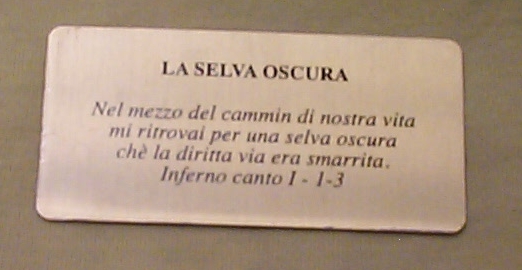 LA SELVA OSCURA
Nel mezzo del cammin di nostra vita
mi ritrovai per una selva oscura
chè la diritta via era smarrita.
Inferno canto I - 1-3